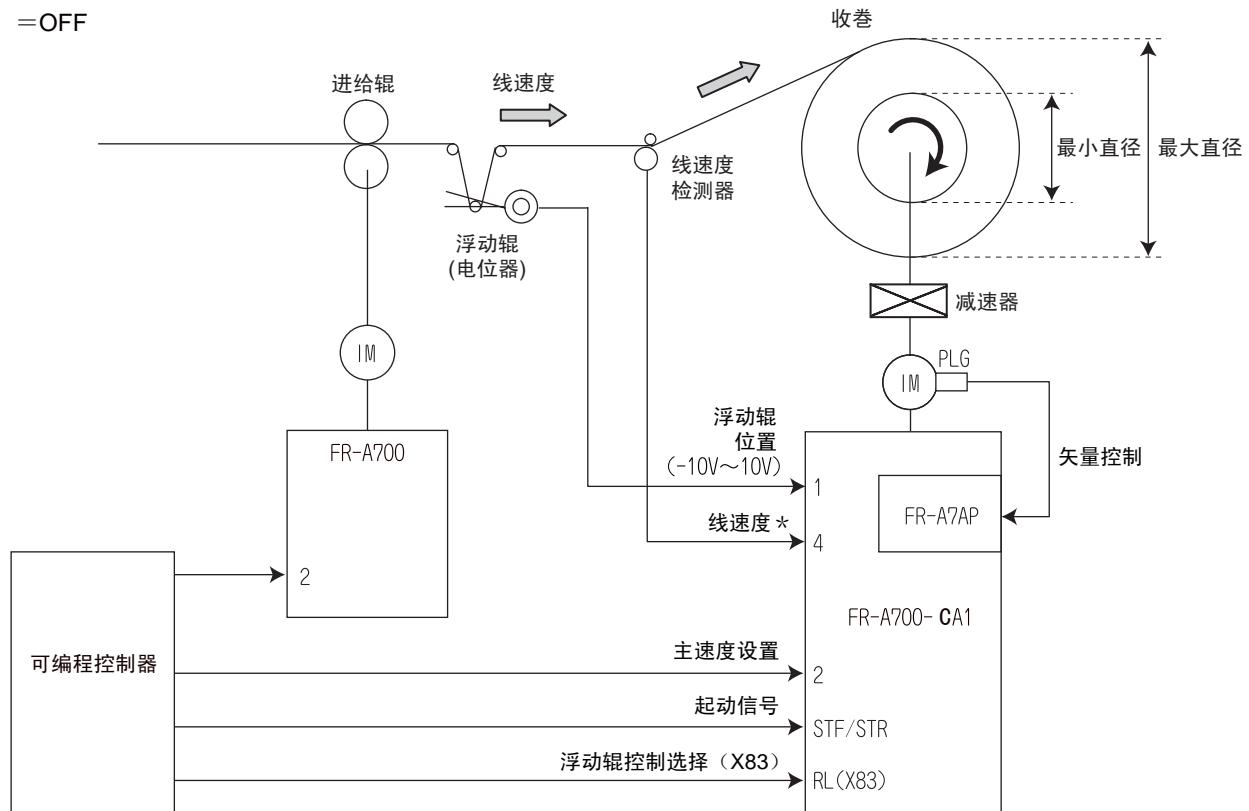 =OFF
收巻
进给辊
线速度
最小直径
最大直径
线速度
检测器
浮动辊
(电位器)
减速器
IM
IM
PLG
浮动辊
位置
(-10V～10V)
矢量控制
FR-A700
1
FR-A7AP
线速度*
4
2
FR-A700-CA1
可编程控制器
主速度设置
2
起动信号
STF/STR
浮动辊控制选择（X83）
RL(X83)